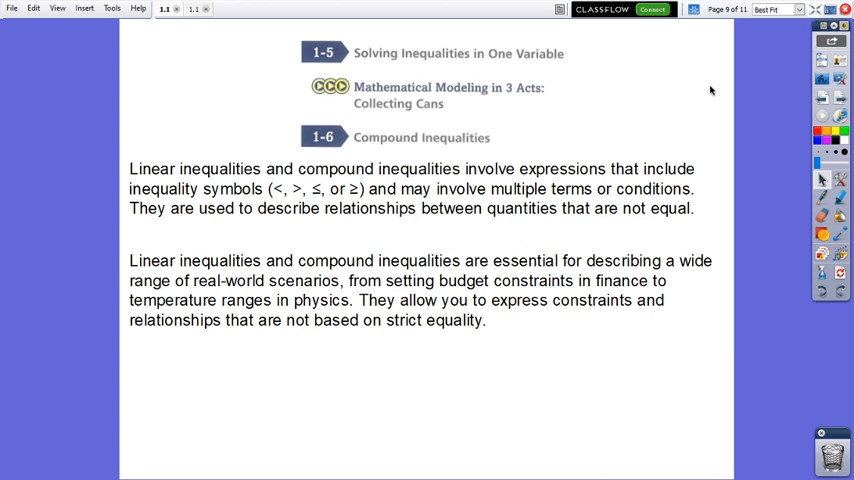 File Edit View Insert Tools Help 1.1 1.1 CLASSFLOW Connect Page 9 of 11 Best Fit
1-5 Solving Inequalities in One Variable
Mathematical Modeling in 3 Acts:
Collecting Cans
1-6 Compound Inequalities
Linear inequalities and compound inequalities involve expressions that include
inequality symbols (<, >, ≤, or ≥) and may involve multiple terms or conditions.
They are used to describe relationships between quantities that are not equal.
Linear inequalities and compound inequalities are essential for describing a wide
range of real-world scenarios, from setting budget constraints in finance to
temperature ranges in physics. They allow you to express constraints and
relationships that are not based on strict equality.